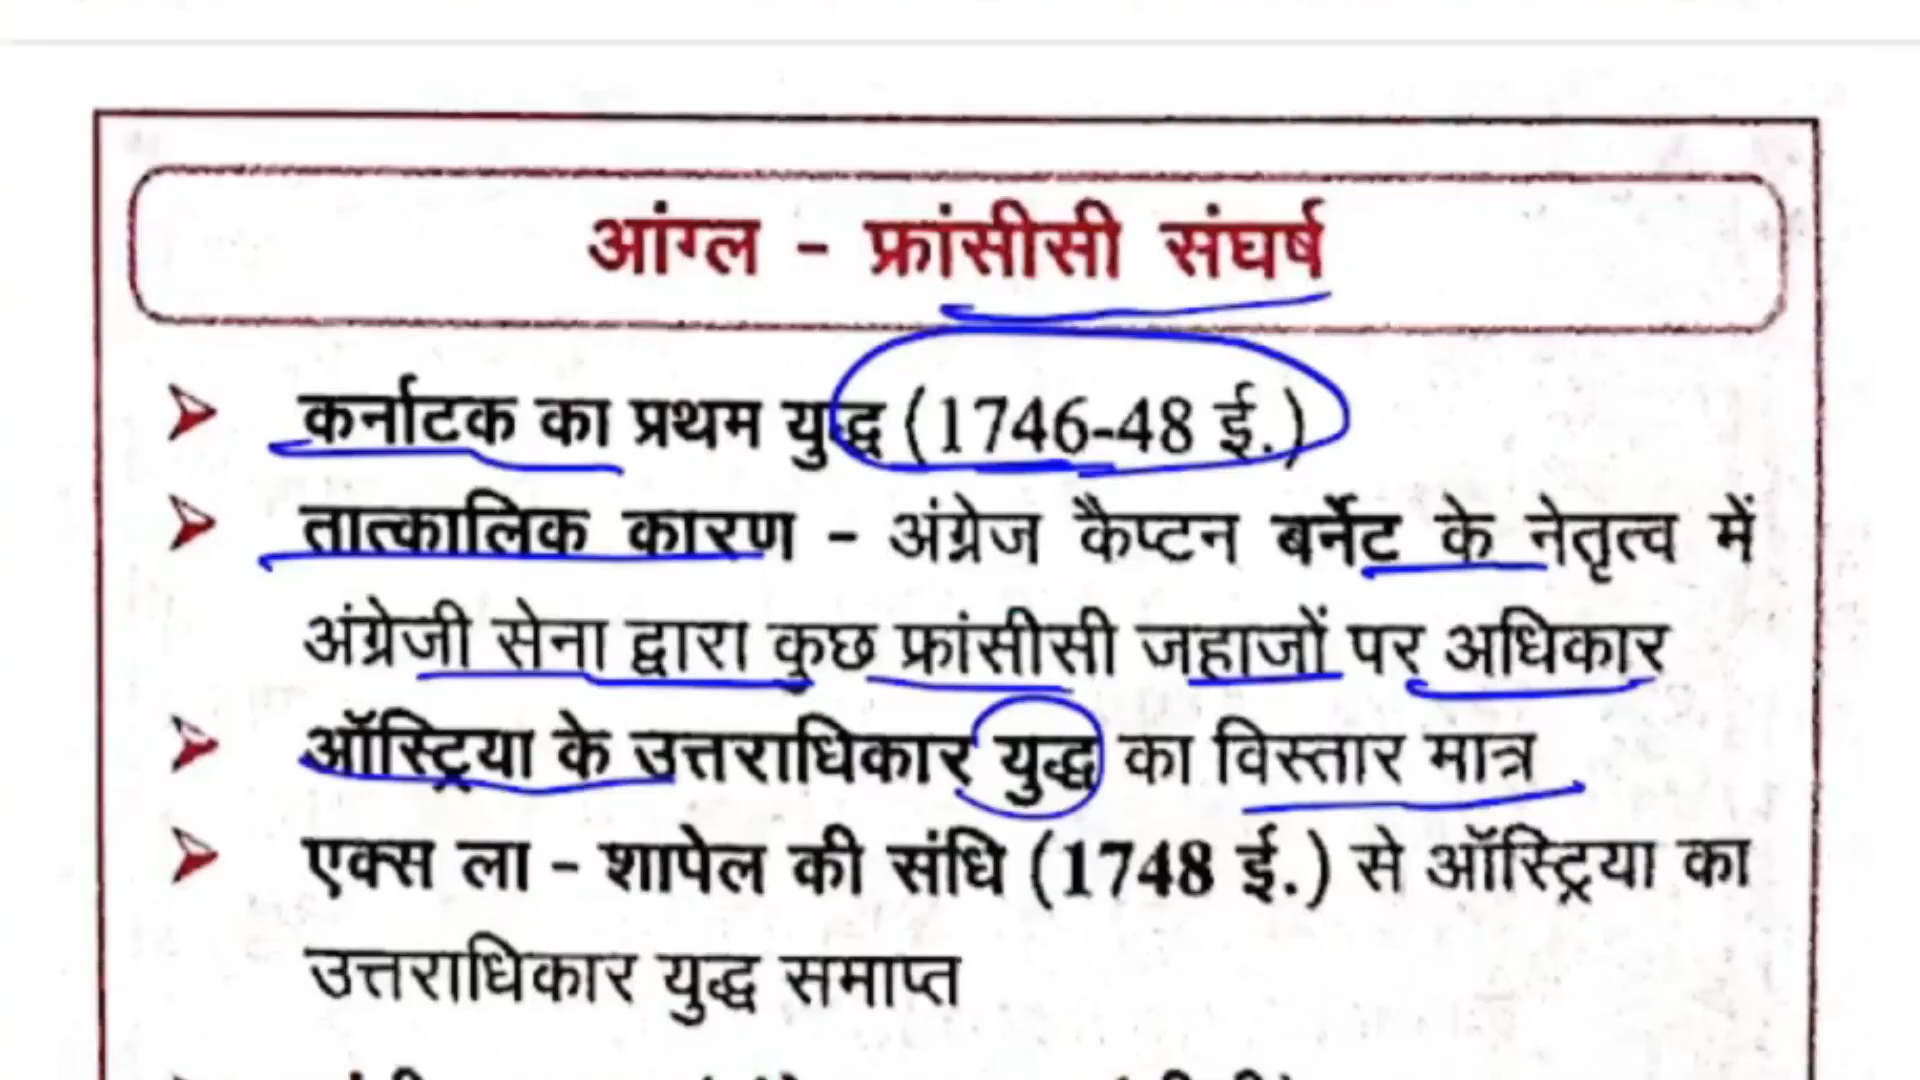 आंग्ल - फ्रांसीसी संघर्ष
कर्नाटक का प्रथम युद्ध (1746-48 ई.)
तात्कालिक कारण - अंग्रेज कैप्टन बर्नेट के नेतृत्व में
अंग्रेजी सेना द्वारा कुछ फ्रांसीसी जहाजों पर अधिकार
ऑस्ट्रिया के उत्तराधिकार युद्ध का विस्तार मात्र
एक्स ला - शापेल की संधि (1748 ई.) से ऑस्ट्रिया का
उत्तराधिकार युद्ध समाप्त